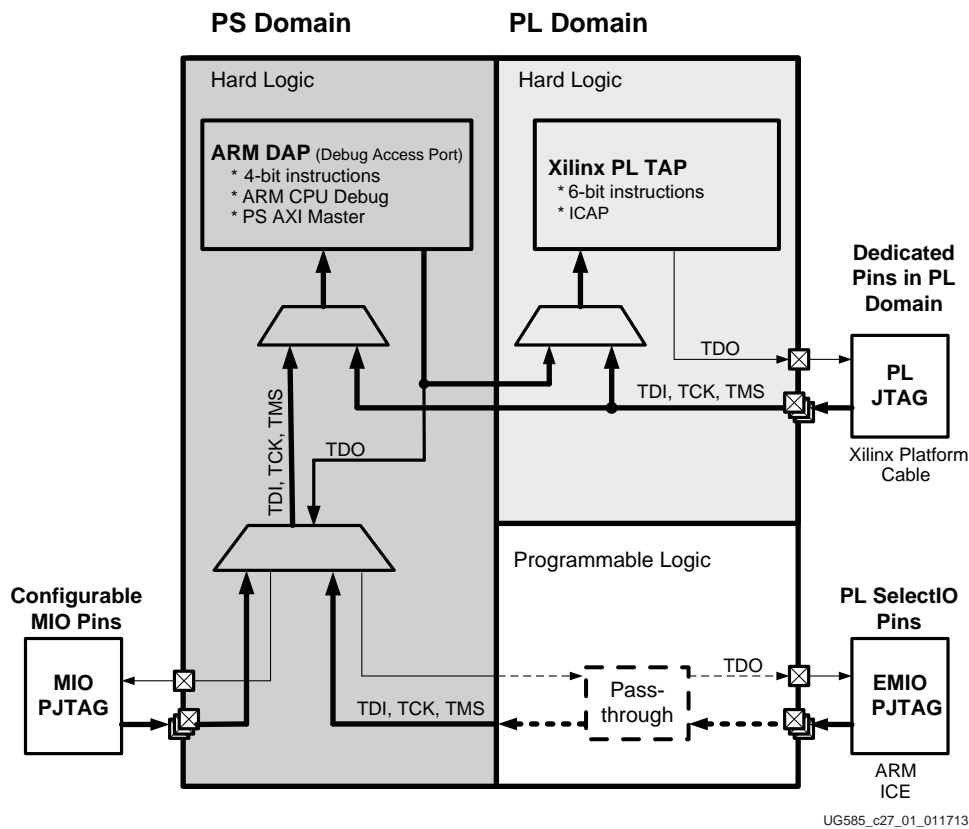 PS Domain
PL Domain
Hard Logic
Hard Logic
ARM DAP (Debug Access Port)
* 4-bit instructions
* ARM CPU Debug
* PS AXI Master
Xilinx PL TAP
* 6-bit instructions
* ICAP
Dedicated
Pins in PL
Domain
TDO
PL
JTAG
TDI, TCK, TMS
Xilinx Platform
Cable
TDI, TCK, TMS
TDO
Programmable Logic
Configurable
MIO Pins
PL SelectIO
Pins
MIO
PJTAG
TDO
Pass-
through
EMIO
PJTAG
TDI, TCK, TMS
ARM
ICE
UG585_c27_01_011713